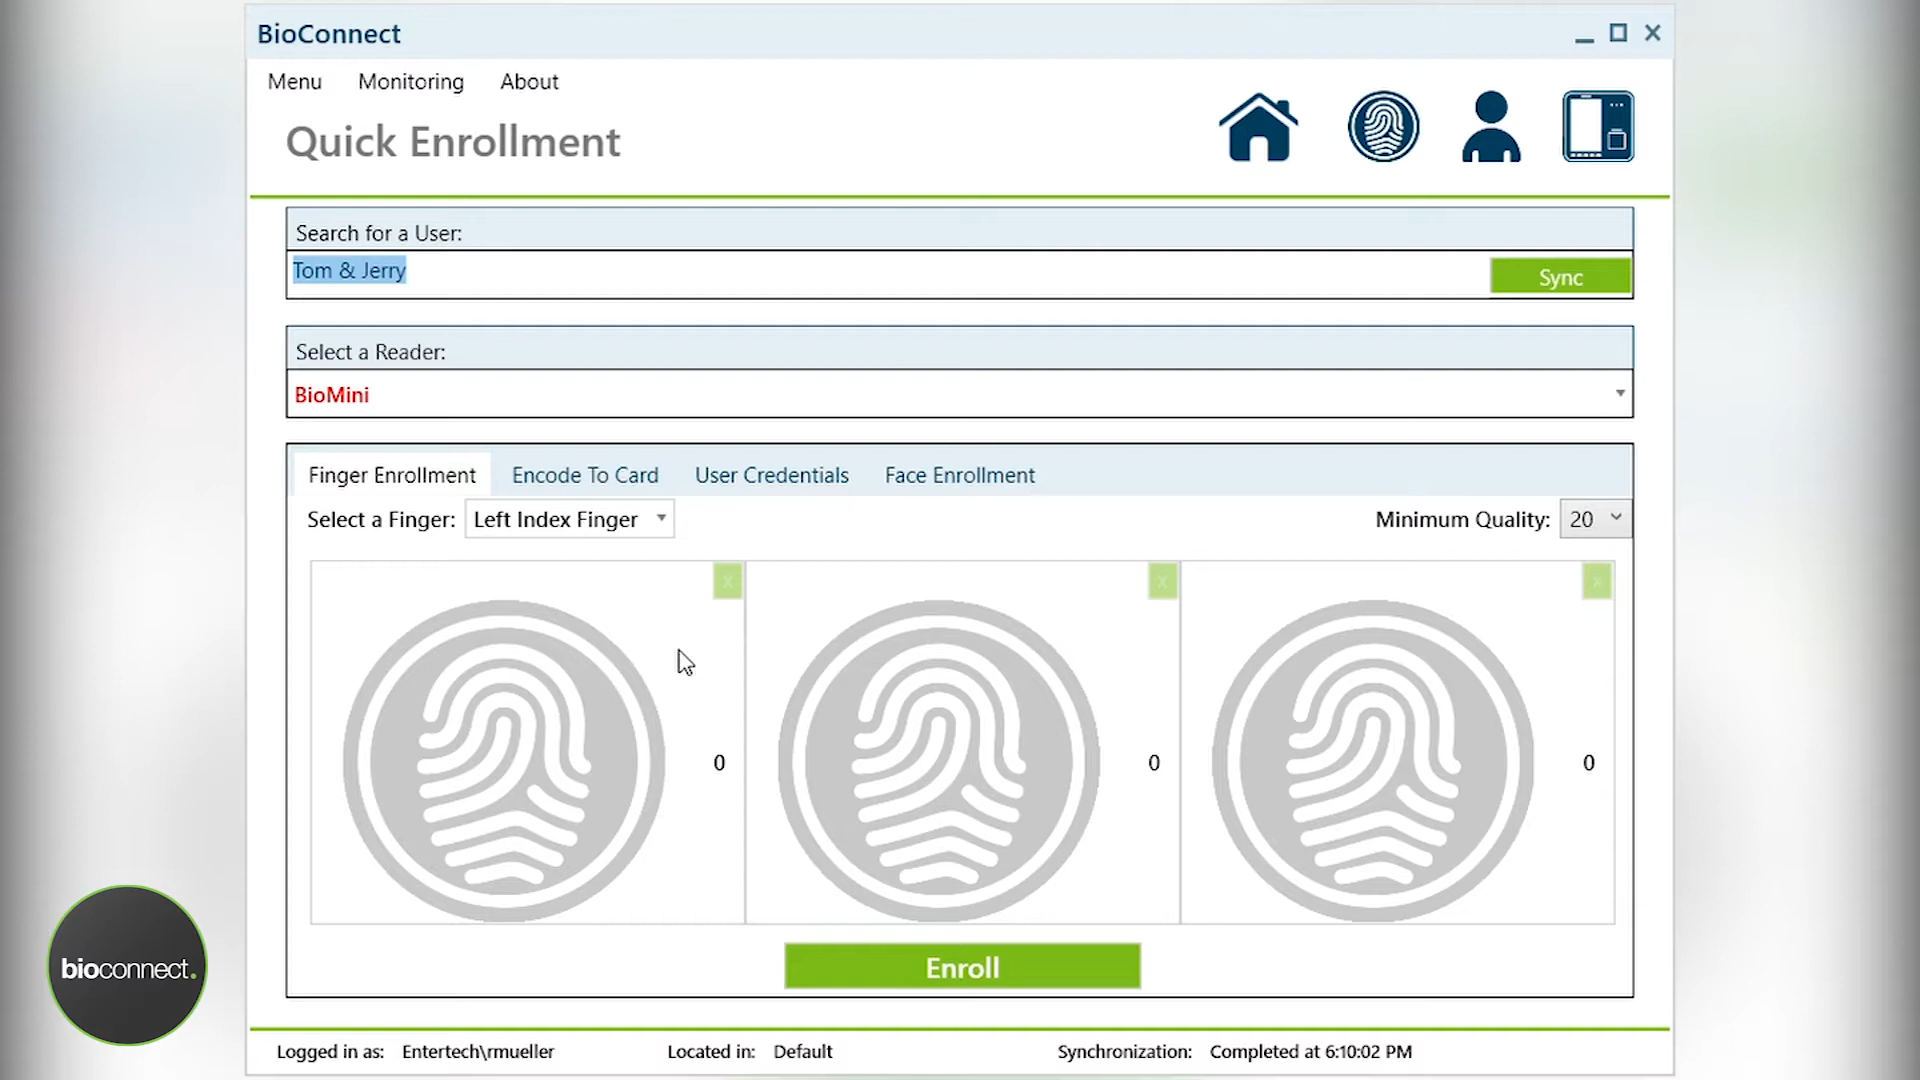 BioConnect
Menu Monitoring About
Quick Enrollment
Search for a User:
Tom & Jerry
Sync
Select a Reader:
BioMini
Finger Enrollment Encode To Card User Credentials Face Enrollment
Select a Finger: Left Index Finger Minimum Quality: 20
x x x
0 0 0
Enroll
bioconnect.
Logged in as: Entertech\rmueller Located in: Default Synchronization: Completed at 6:10:02 PM